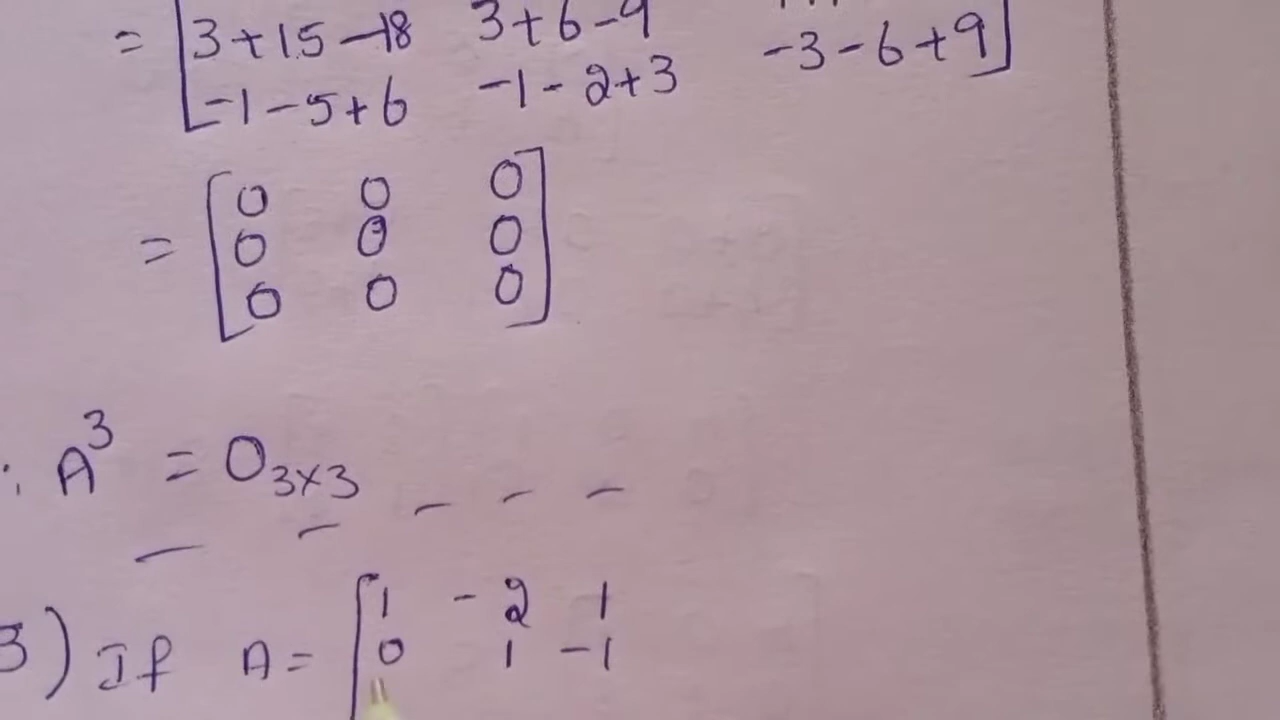 = [3+15-18 3+6-9
-1-5+6 -1-2+3 -3-6+9]
= [0 0 0
0 0 0
0 0 0]
∴ A³ = O₃ₓ₃
3) If A = [1 -2 1
0 1 -1